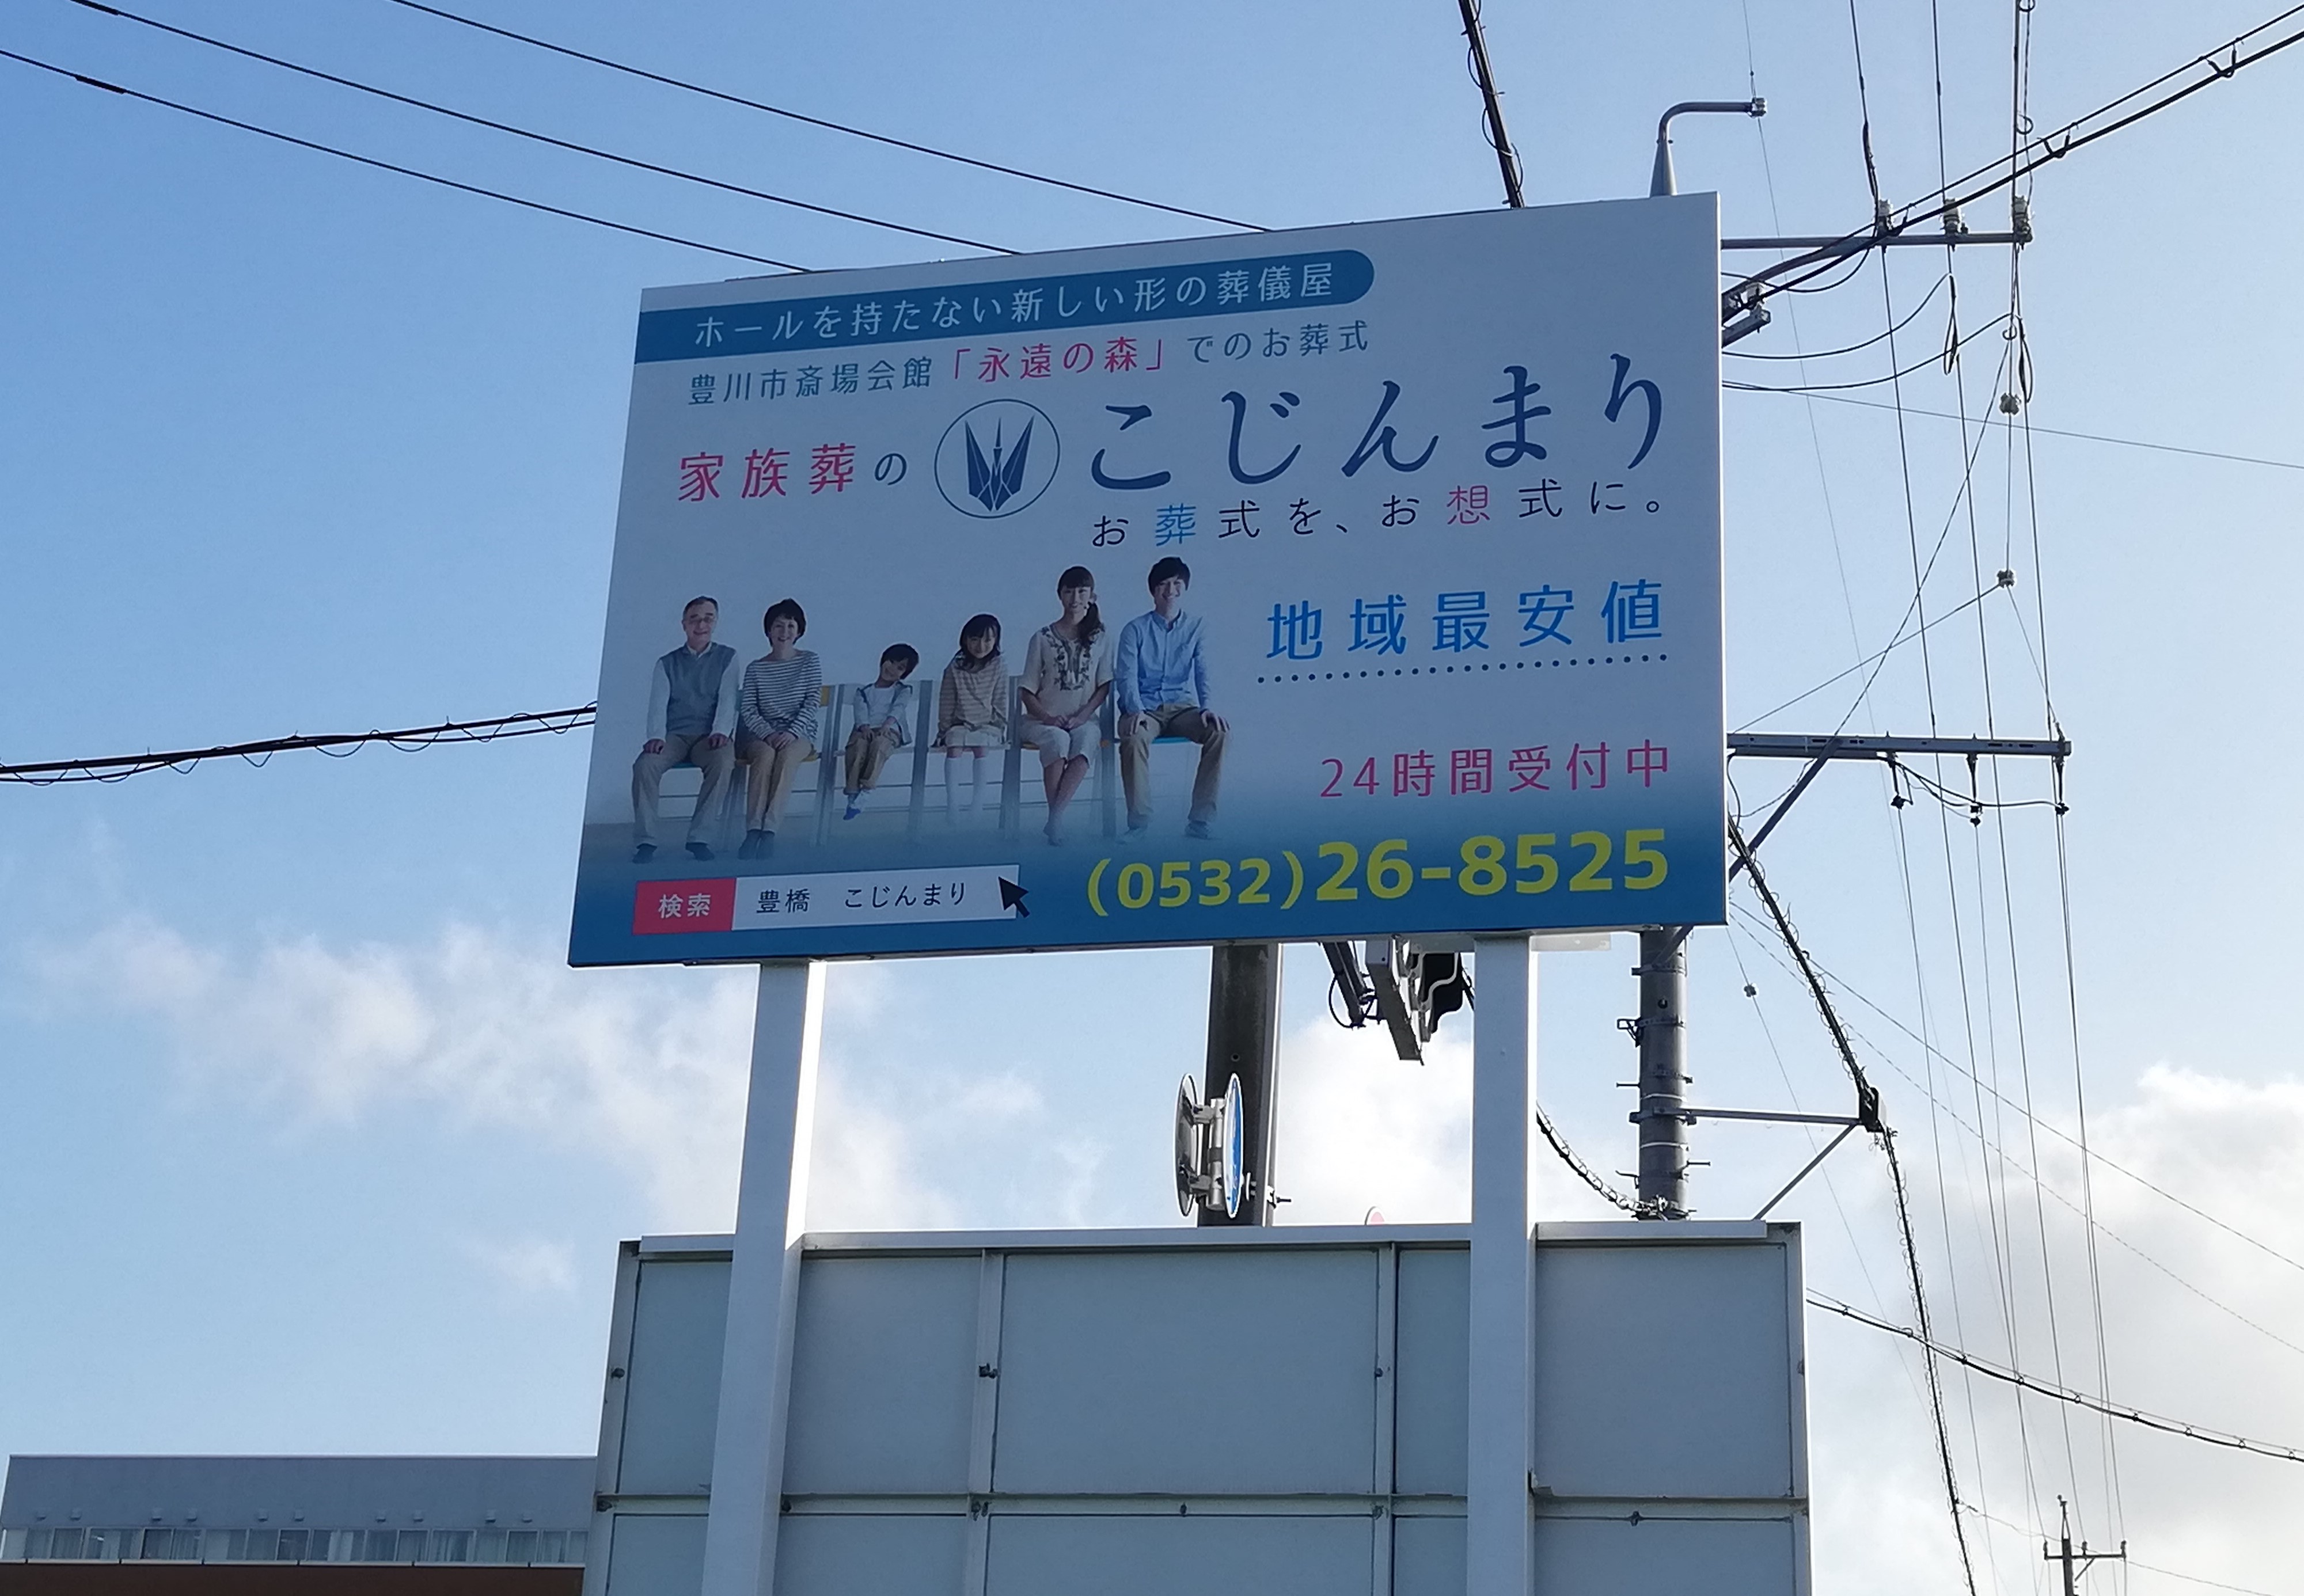 ホールを持たない新しい形の葬儀屋
豊川市斎場会館「永遠の森」でのお葬式
家族葬の こじんまり
お葬式を、お想式に。
地域最安値
24時間受付中
(0532)26-8525
検索 豊橋 こじんまり